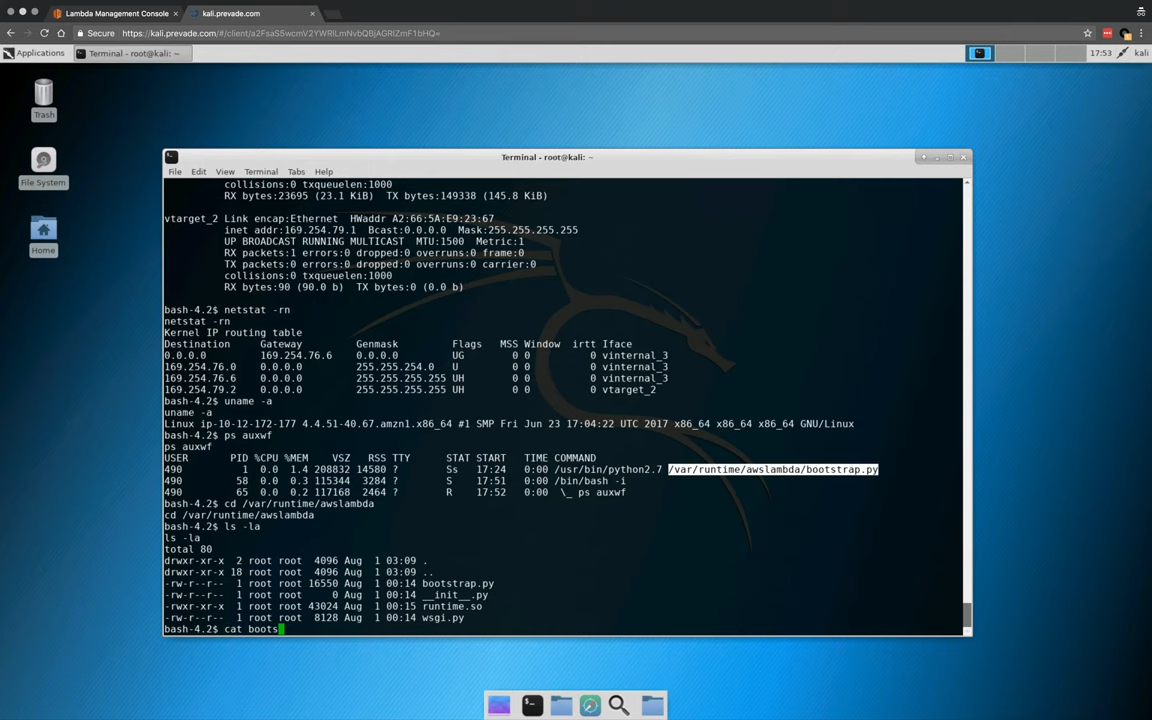 Lambda Management Console
kali.prevade.com
Secure
https://kali.prevade.com/#/client/a2FsaS5wcmV2YWRlLmNvbQBjAGRlZmF1bHQ=
Applications
Terminal - root@kali: ~
17:53
kali
Trash
File System
Home
Terminal - root@kali: ~
File Edit View Terminal Tabs Help
collisions:0 txqueuelen:1000
RX bytes:23695 (23.1 KiB)  TX bytes:149338 (145.8 KiB)
vtarget_2 Link encap:Ethernet  HWaddr A2:66:5A:E9:23:67
inet addr:169.254.79.1  Bcast:0.0.0.0  Mask:255.255.255.255
UP BROADCAST RUNNING MULTICAST  MTU:1500  Metric:1
RX packets:1 errors:0 dropped:0 overruns:0 frame:0
TX packets:0 errors:0 dropped:0 overruns:0 carrier:0
collisions:0 txqueuelen:1000
RX bytes:90 (90.0 b)  TX bytes:0 (0.0 b)
bash-4.2$ netstat -rn
netstat -rn
Kernel IP routing table
Destination     Gateway         Genmask         Flags   MSS Window  irtt Iface
0.0.0.0         169.254.76.6    0.0.0.0         UG        0 0          0 vinternal_3
169.254.76.0    0.0.0.0         255.255.254.0   U         0 0          0 vinternal_3
169.254.76.6    0.0.0.0         255.255.255.255 UH        0 0          0 vinternal_3
169.254.79.2    0.0.0.0         255.255.255.255 UH        0 0          0 vtarget_2
bash-4.2$ uname -a
uname -a
Linux ip-10-12-172-177 4.4.51-40.67.amzn1.x86_64 #1 SMP Fri Jun 23 17:04:22 UTC 2017 x86_64 x86_64 x86_64 GNU/Linux
bash-4.2$ ps auxwf
ps auxwf
USER       PID %CPU %MEM    VSZ   RSS TTY      STAT START   TIME COMMAND
490          1  0.0  1.4 208832 14580 ?        Ss   17:24   0:00 /usr/bin/python2.7 /var/runtime/awslambda/bootstrap.py
490         58  0.0  0.3 115348  3284 ?        S    17:51   0:00 /bin/bash -i
490         65  0.0  0.2 117168  2464 ?        R    17:52   0:00  \_ ps auxwf
bash-4.2$ cd /var/runtime/awslambda
cd /var/runtime/awslambda
bash-4.2$ ls -la
ls -la
total 80
drwxr-xr-x  2 root root  4096 Aug  1 03:09 .
drwxr-xr-x 18 root root  4096 Aug  1 03:09 ..
-rw-r--r--  1 root root 16550 Aug  1 00:14 bootstrap.py
-rw-r--r--  1 root root     0 Aug  1 00:14 __init__.py
-rwxr-xr-x  1 root root 43024 Aug  1 00:15 runtime.so
-rw-r--r--  1 root root  8128 Aug  1 00:14 wsgi.py
bash-4.2$ cat boots